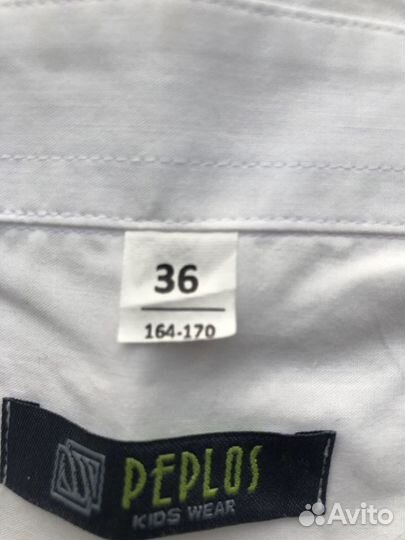 36
164-170
PEPLOS
KIDS WEAR
Avito